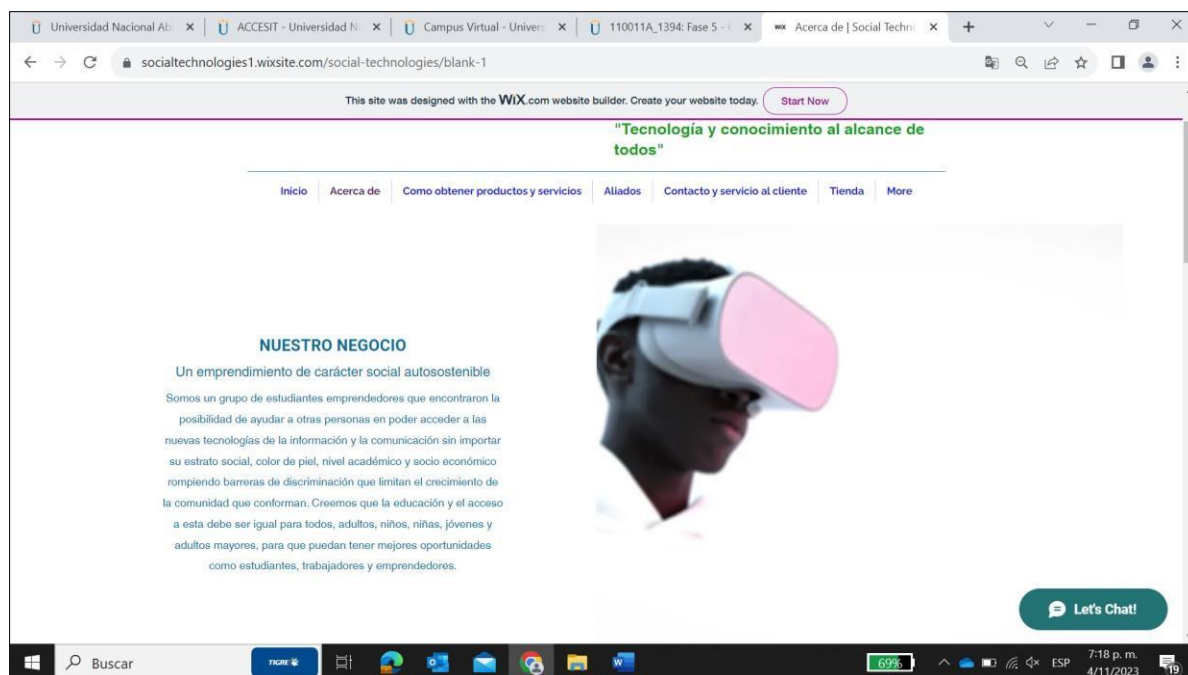 Universidad Nacional Ab
ACCESIT - Universidad N
Campus Virtual - Univers
110011A_1394: Fase 5 -
WiX Acerca de | Social Techn
socialtechnologies1.wixsite.com/social-technologies/blank-1
This site was designed with the WiX.com website builder. Create your website today. Start Now
"Tecnología y conocimiento al alcance de
todos"
Inicio Acerca de Como obtener productos y servicios Aliados Contacto y servicio al cliente Tienda More
NUESTRO NEGOCIO
Un emprendimiento de carácter social autosostenible
Somos un grupo de estudiantes emprendedores que encontraron la
posibilidad de ayudar a otras personas en poder acceder a las
nuevas tecnologías de la información y la comunicación sin importar
su estrato social, color de piel, nivel académico y socio económico
rompiendo barreras de discriminación que limitan el crecimiento de
la comunidad que conforman. Creemos que la educación y el acceso
a esta debe ser igual para todos, adultos, niños, niñas, jóvenes y
adultos mayores, para que puedan tener mejores oportunidades
como estudiantes, trabajadores y emprendedores.
Let's Chat!
Buscar
TIGRE
69%
ESP
7:18 p. m.
4/11/2023
19